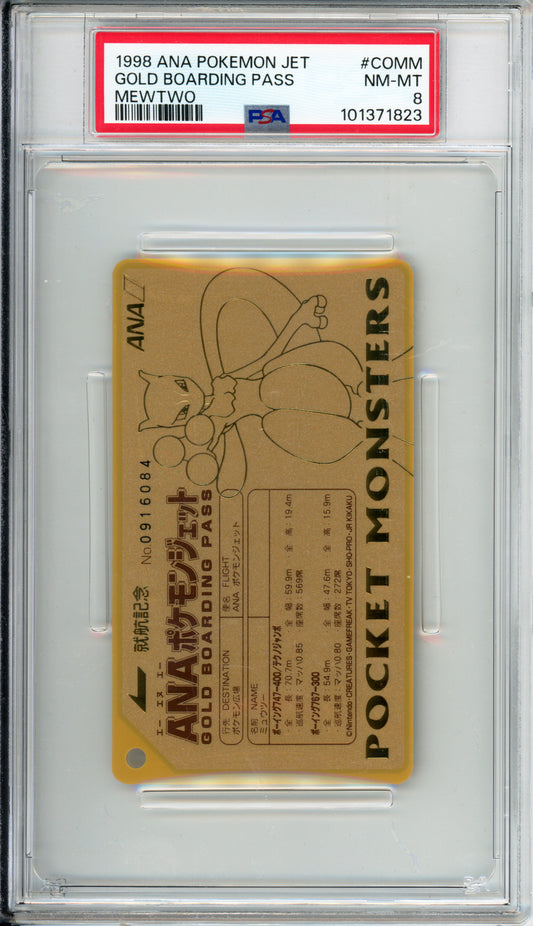 1998 ANA POKEMON JET #COMM
GOLD BOARDING PASS NM-MT
MEWTWO 8
PSA 101371823
ANA
就航記念 No.0916084
エー エヌ エー
ANAポケモンジェット
GOLD BOARDING PASS
行先 DESTINATION 便名 FLIGHT
ポケモン広場 ANA ポケモンジェット
名前 NAME
ミュウツー
ボーイング747-400/テクノジャンボ
・全 長:70.7m 全 幅:59.9m 全 高:19.4m
・巡航速度:マッハ0.85 座席数:569席
ボーイング767-300
・全 長:54.9m 全 幅:47.6m 全 高:15.9m
・巡航速度:マッハ0.80 座席数:272席
©Nintendo・CREATURES・GAMEFREAK・TV TOKYO・SHO-PRO・JR KIKAKU
POCKET MONSTERS